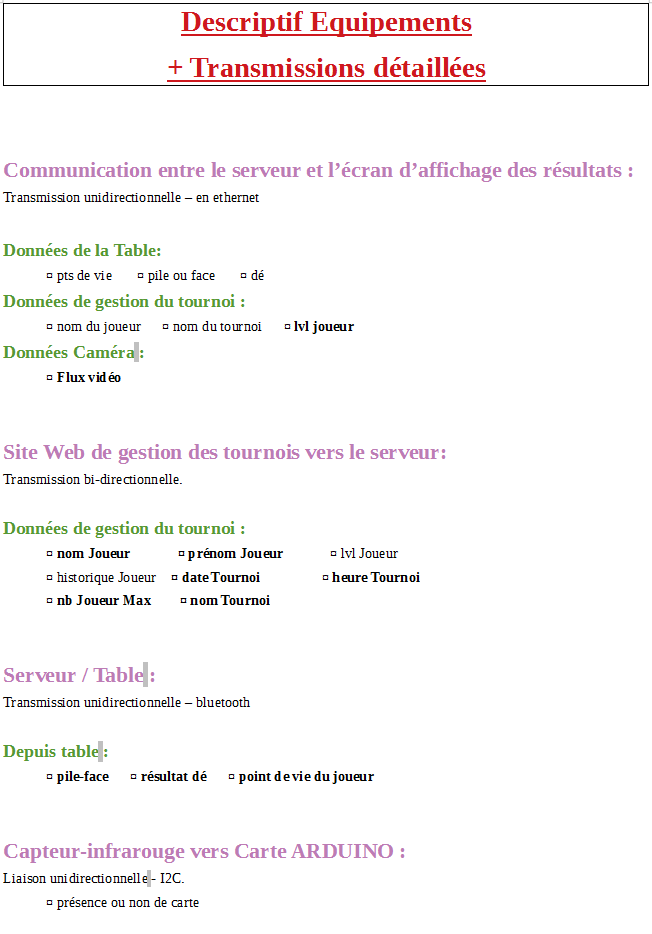 Descriptif Equipements
+ Transmissions détaillées
Communication entre le serveur et l’écran d’affichage des résultats :
Transmission unidirectionnelle – en ethernet
Données de la Table:
¤ pts de vie ¤ pile ou face ¤ dé
Données de gestion du tournoi :
¤ nom du joueur ¤ nom du tournoi ¤ lvl joueur
Données Caméra :
¤ Flux vidéo
Site Web de gestion des tournois vers le serveur:
Transmission bi-directionnelle.
Données de gestion du tournoi :
¤ nom Joueur ¤ prénom Joueur ¤ lvl Joueur
¤ historique Joueur ¤ date Tournoi ¤ heure Tournoi
¤ nb Joueur Max ¤ nom Tournoi
Serveur / Table :
Transmission unidirectionnelle – bluetooth
Depuis table :
¤ pile-face ¤ résultat dé ¤ point de vie du joueur
Capteur-infrarouge vers Carte ARDUINO :
Liaison unidirectionnelle - I2C.
¤ présence ou non de carte